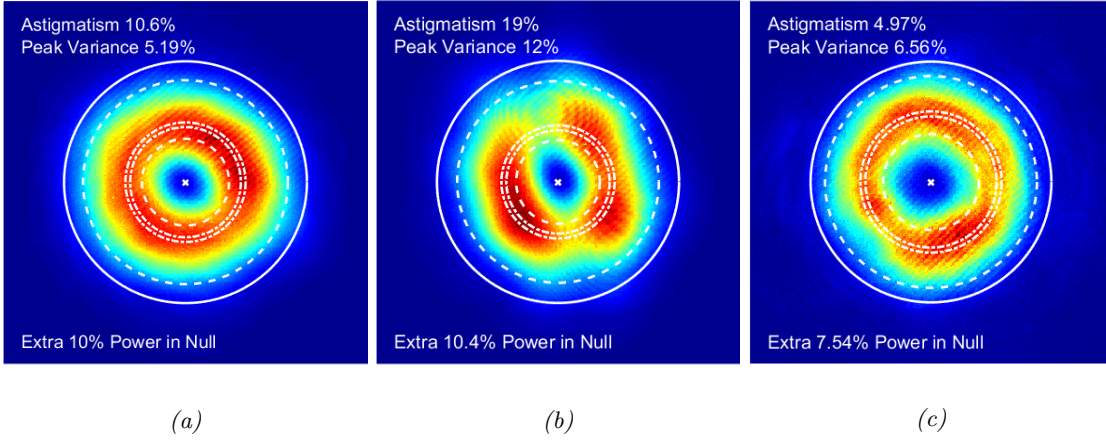 Astigmatism 10.6%
Peak Variance 5.19%
Extra 10% Power in Null
Astigmatism 19%
Peak Variance 12%
Extra 10.4% Power in Null
Astigmatism 4.97%
Peak Variance 6.56%
Extra 7.54% Power in Null
(a)
(b)
(c)